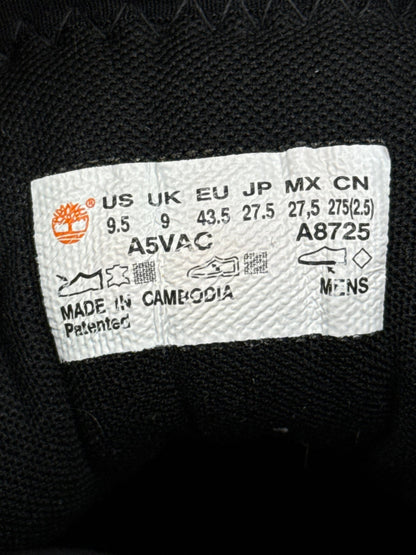 US UK EU JP MX CN
9.5 9 43.5 27.5 27,5 275(2.5)
A5VAC A8725
MADE IN CAMBODIA MENS
Patented